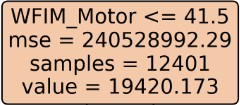 WFIM_Motor <= 41.5
mse = 240528992.29
samples = 12401
value = 19420.173